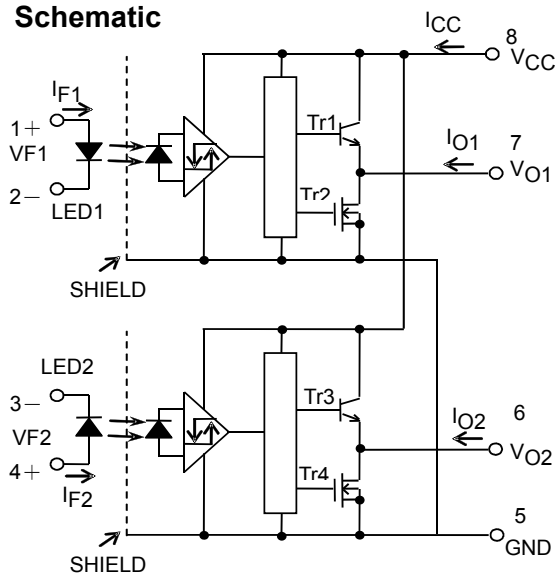 Schematic
ICC
8
VCC
IF1
1+
VF1
2−
LED1
Tr1
Tr2
IO1
7
VO1
SHIELD
LED2
3−
VF2
4+
IF2
Tr3
Tr4
IO2
6
VO2
5
GND
SHIELD